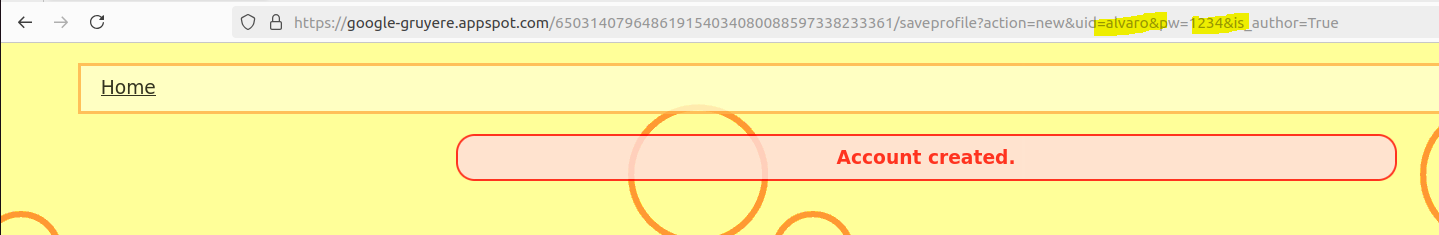 https://google-gruyere.appspot.com/650314079648619154034080088597338233361/saveprofile?action=new&uid=alvaro&pw=1234&is_author=True
Home
Account created.